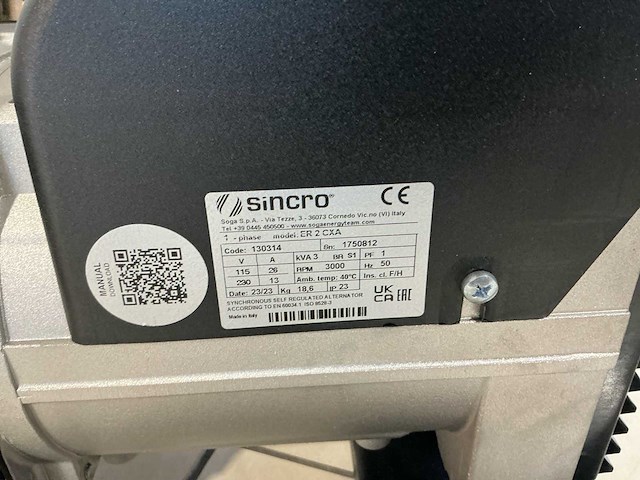 sincro® CE
Soga S.p.A. - Via Tezze, 3 - 36073 Cornedo Vic.no (VI) Italy
Tel +39 0445 450500 - www.sogaenergyteam.com
1 - phase model: ER 2 CXA
Code: 130314 Sn: 1750812
V A kVA 3 BR S1 PF 1
115 26 RPM 3000 Hz 50
230 13 Amb. temp: 40°C Ins. cl. F/H
Date: 23/23 Kg 18,6 IP 23
SYNCHRONOUS SELF REGULATED ALTERNATOR
ACCORDING TO EN 60034.1 ISO 8528-3
UK CA EAC
Made in Italy
MANUAL
DOWNLOAD